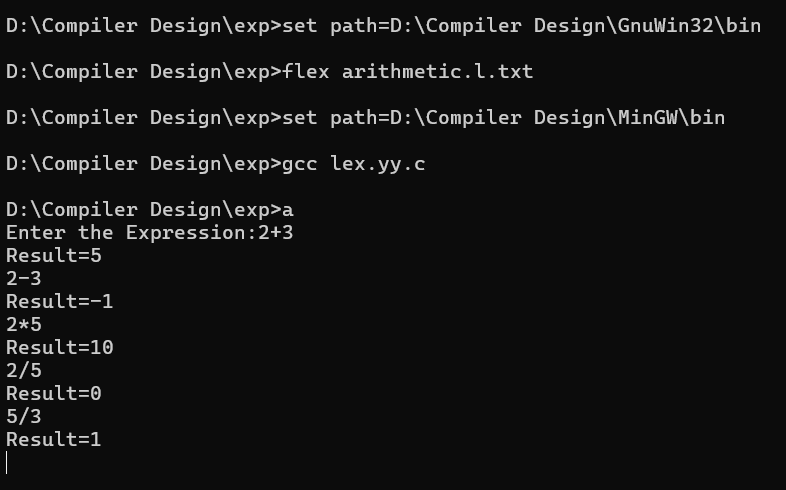 D:\Compiler Design\exp>set path=D:\Compiler Design\GnuWin32\bin
D:\Compiler Design\exp>flex arithmetic.l.txt
D:\Compiler Design\exp>set path=D:\Compiler Design\MinGW\bin
D:\Compiler Design\exp>gcc lex.yy.c
D:\Compiler Design\exp>a
Enter the Expression:2+3
Result=5
2-3
Result=-1
2*5
Result=10
2/5
Result=0
5/3
Result=1